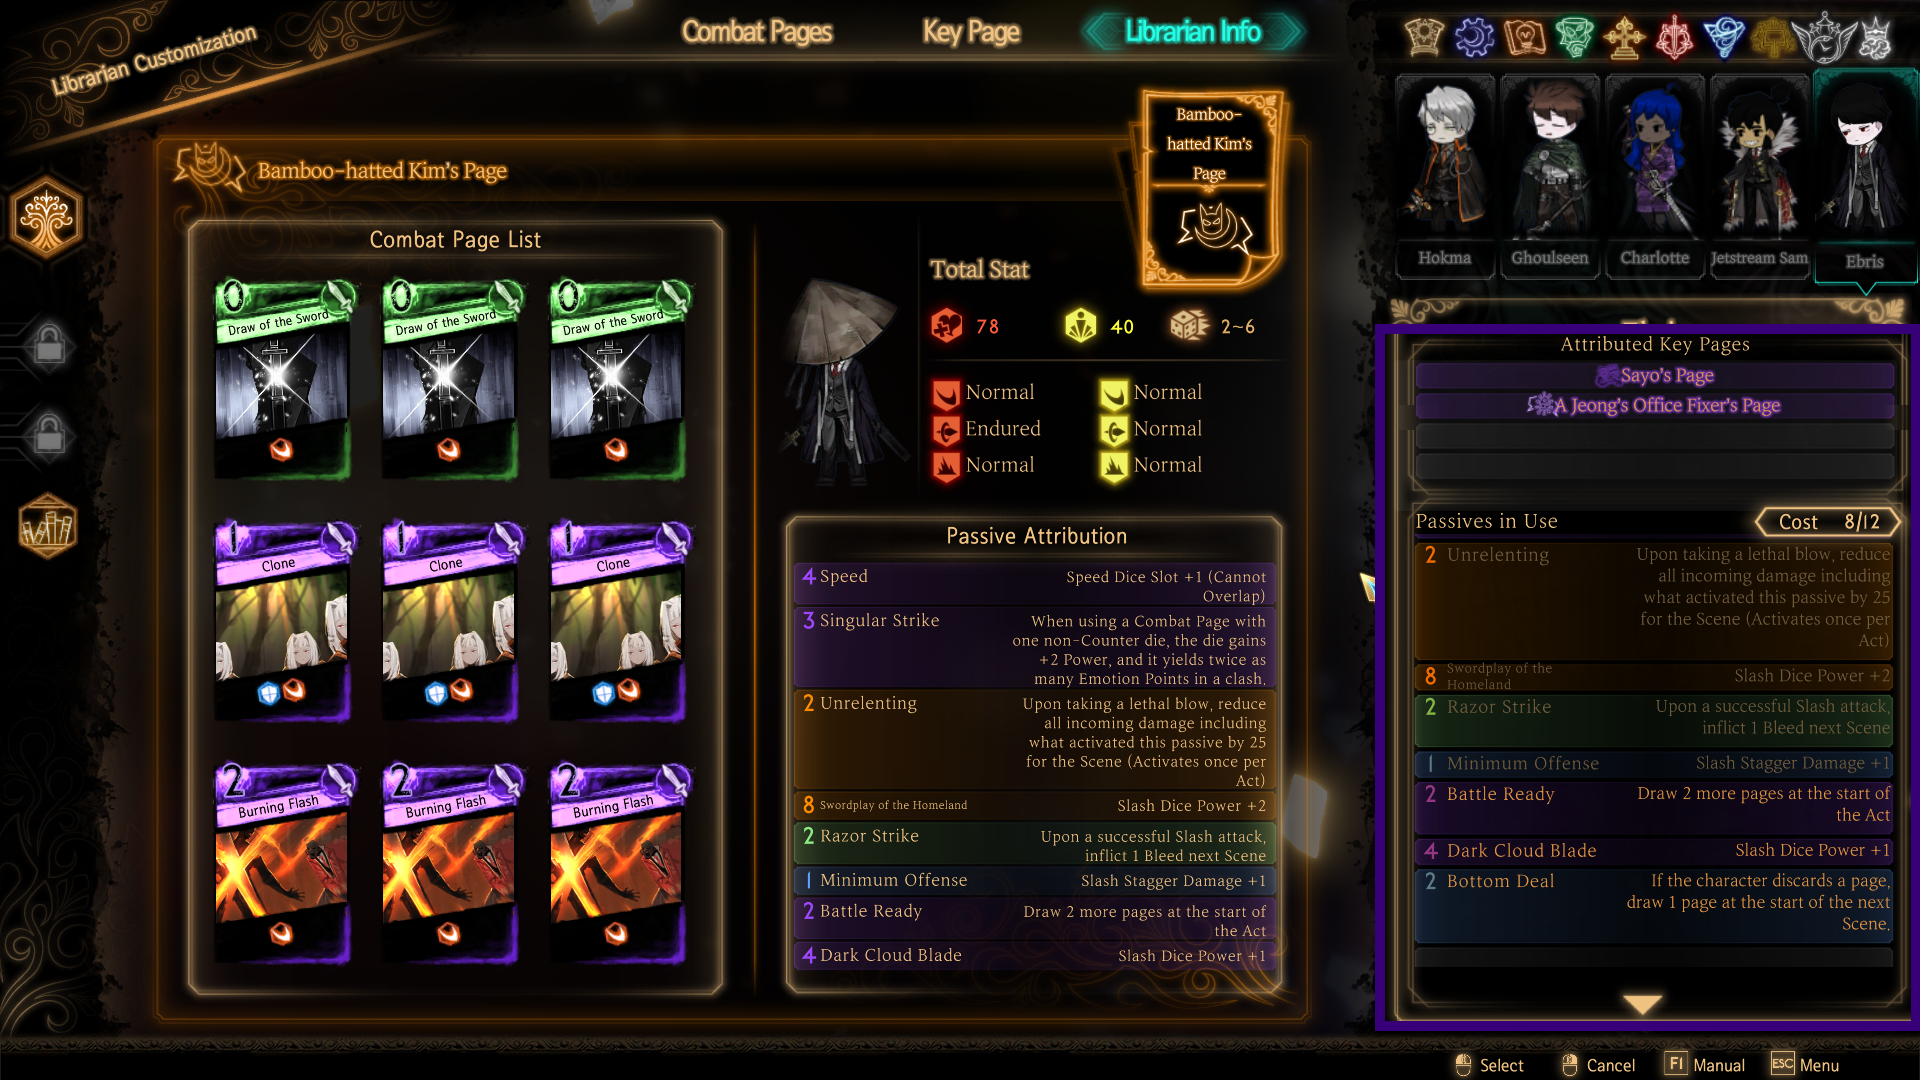 Librarian Customization
Combat Pages
Key Page
Librarian Info
Bamboo-hatted Kim's Page
Bamboo-
hatted Kim's
Page
Combat Page List
Draw of the Sword
Draw of the Sword
Draw of the Sword
0
0
0
Clone
Clone
Clone
1
1
1
Burning Flash
Burning Flash
Burning Flash
2
2
2
Total Stat
78
40
2~6
Normal
Normal
Endured
Normal
Normal
Normal
Passive Attribution
4 Speed
Speed Dice Slot +1 (Cannot
Overlap)
3 Singular Strike
When using a Combat Page with
one non-Counter die, the die gains
+2 Power, and it yields twice as
many Emotion Points in a clash.
2 Unrelenting
Upon taking a lethal blow, reduce
all incoming damage including
what activated this passive by 25
for the Scene (Activates once per
Act)
8 Swordplay of the Homeland
Slash Dice Power +2
2 Razor Strike
Upon a successful Slash attack,
inflict 1 Bleed next Scene
1 Minimum Offense
Slash Stagger Damage +1
2 Battle Ready
Draw 2 more pages at the start of
the Act
4 Dark Cloud Blade
Slash Dice Power +1
Hokma
Ghoulseen
Charlotte
Jetstream Sam
Ebris
Attributed Key Pages
Sayo's Page
A Jeong's Office Fixer's Page
Passives in Use
Cost 8/12
2 Unrelenting
Upon taking a lethal blow, reduce
all incoming damage including
what activated this passive by 25
for the Scene (Activates once per
Act)
8 Swordplay of the
Homeland
Slash Dice Power +2
2 Razor Strike
Upon a successful Slash attack,
inflict 1 Bleed next Scene
1 Minimum Offense
Slash Stagger Damage +1
2 Battle Ready
Draw 2 more pages at the start of
the Act
4 Dark Cloud Blade
Slash Dice Power +1
2 Bottom Deal
If the character discards a page,
draw 1 page at the start of the next
Scene.
Select
Cancel
F1 Manual
ESC Menu